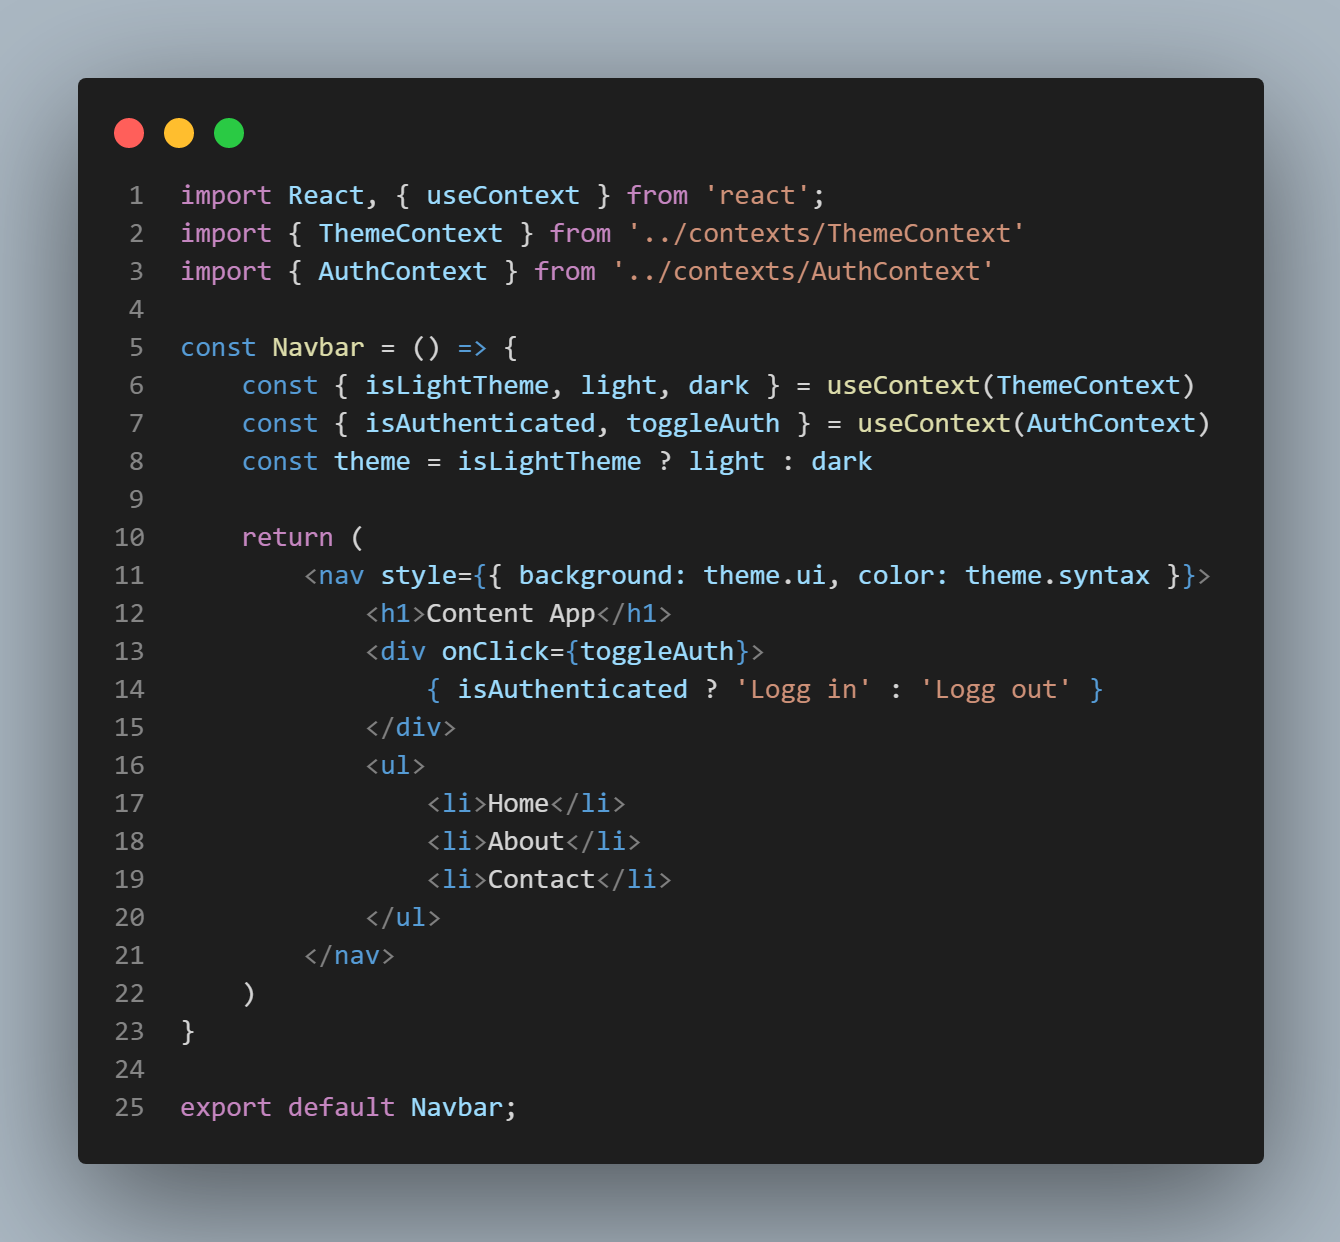 1 import React, { useContext } from 'react';
2 import { ThemeContext } from '../contexts/ThemeContext'
3 import { AuthContext } from '../contexts/AuthContext'
4
5 const Navbar = () => {
6     const { isLightTheme, light, dark } = useContext(ThemeContext)
7     const { isAuthenticated, toggleAuth } = useContext(AuthContext)
8     const theme = isLightTheme ? light : dark
9
10     return (
11         <nav style={{ background: theme.ui, color: theme.syntax }}>
12             <h1>Content App</h1>
13             <div onClick={toggleAuth}>
14                 { isAuthenticated ? 'Logg in' : 'Logg out' }
15             </div>
16             <ul>
17                 <li>Home</li>
18                 <li>About</li>
19                 <li>Contact</li>
20             </ul>
21         </nav>
22     )
23 }
24
25 export default Navbar;